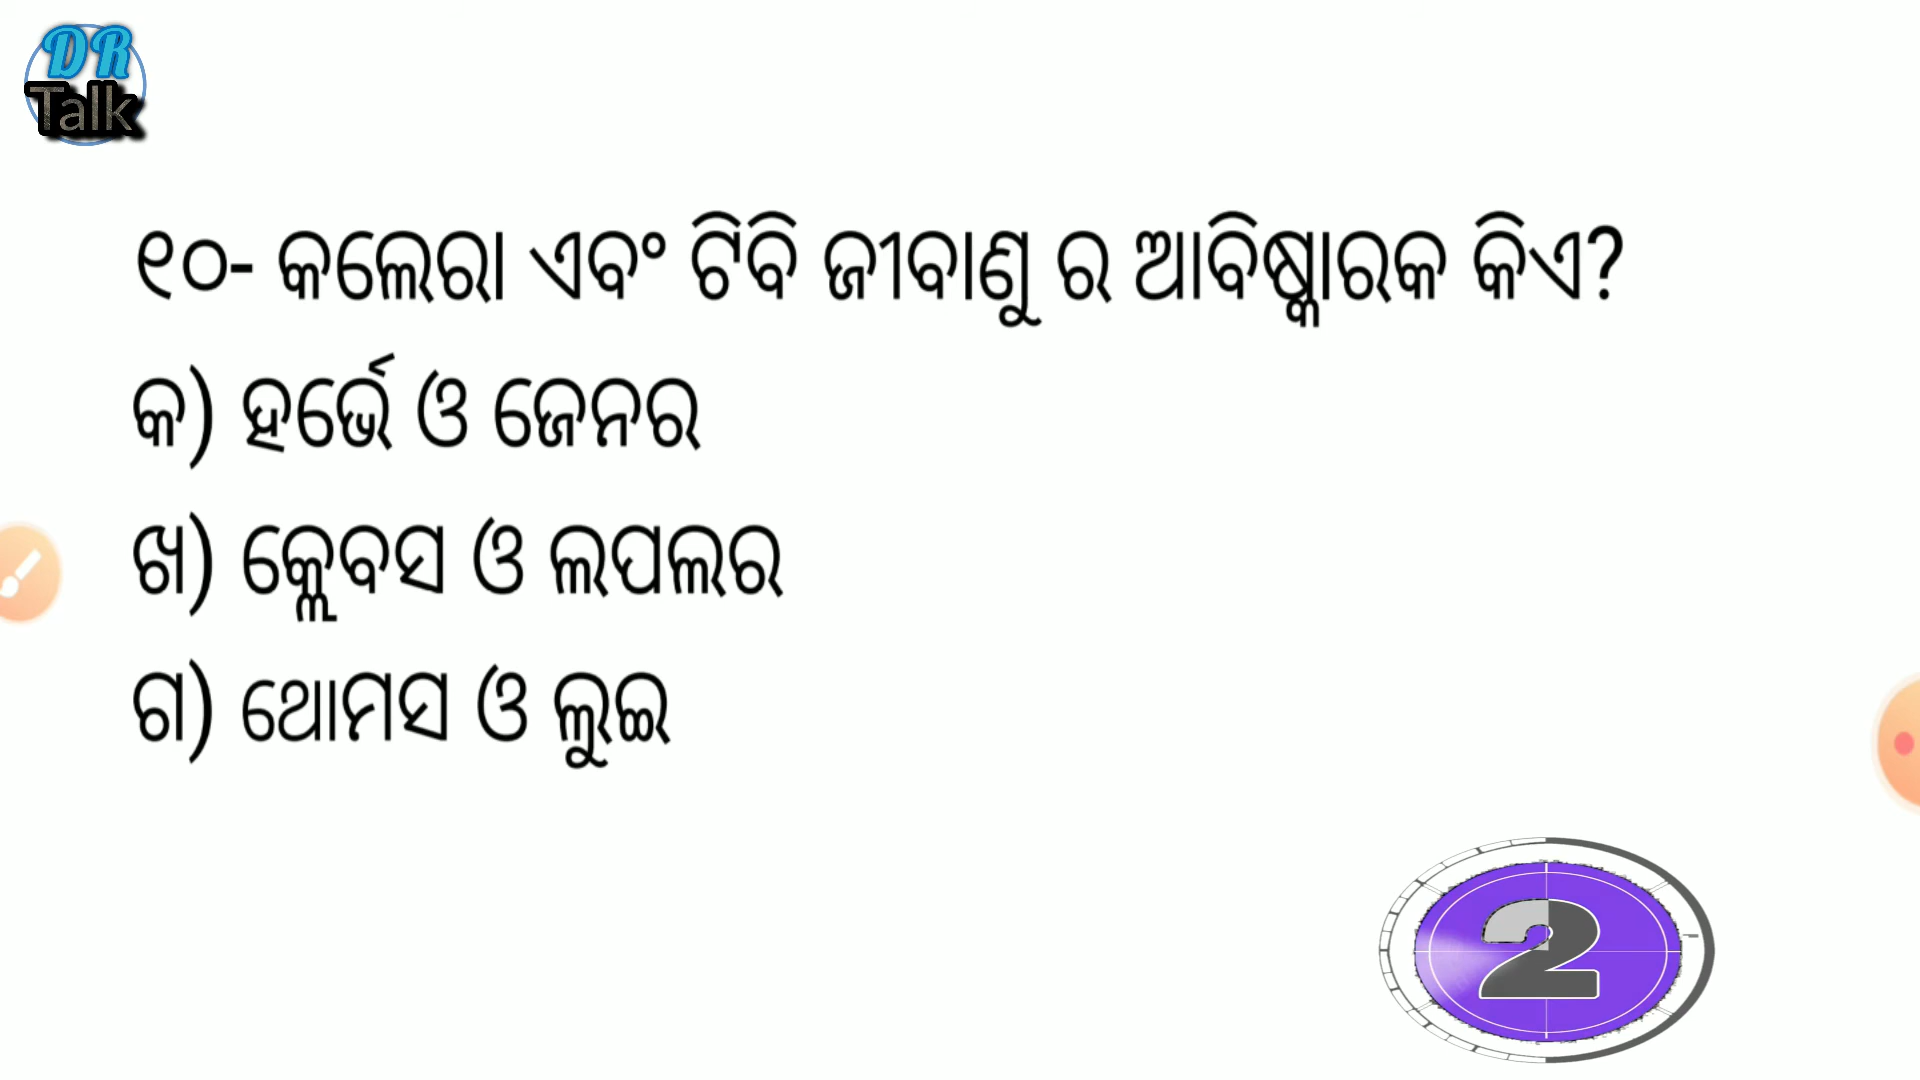 DR
Talk
୧୦- କଲେରା ଏବଂ ଟିବି ଜୀବାଣୁ ର ଆବିଷ୍କାରକ କିଏ?
କ) ହର୍ଭେ ଓ ଜେନର
ଖ) କ୍ଲେବସ ଓ ଲପଲର
ଗ) ଥୋମସ ଓ ଲୁଇ
2